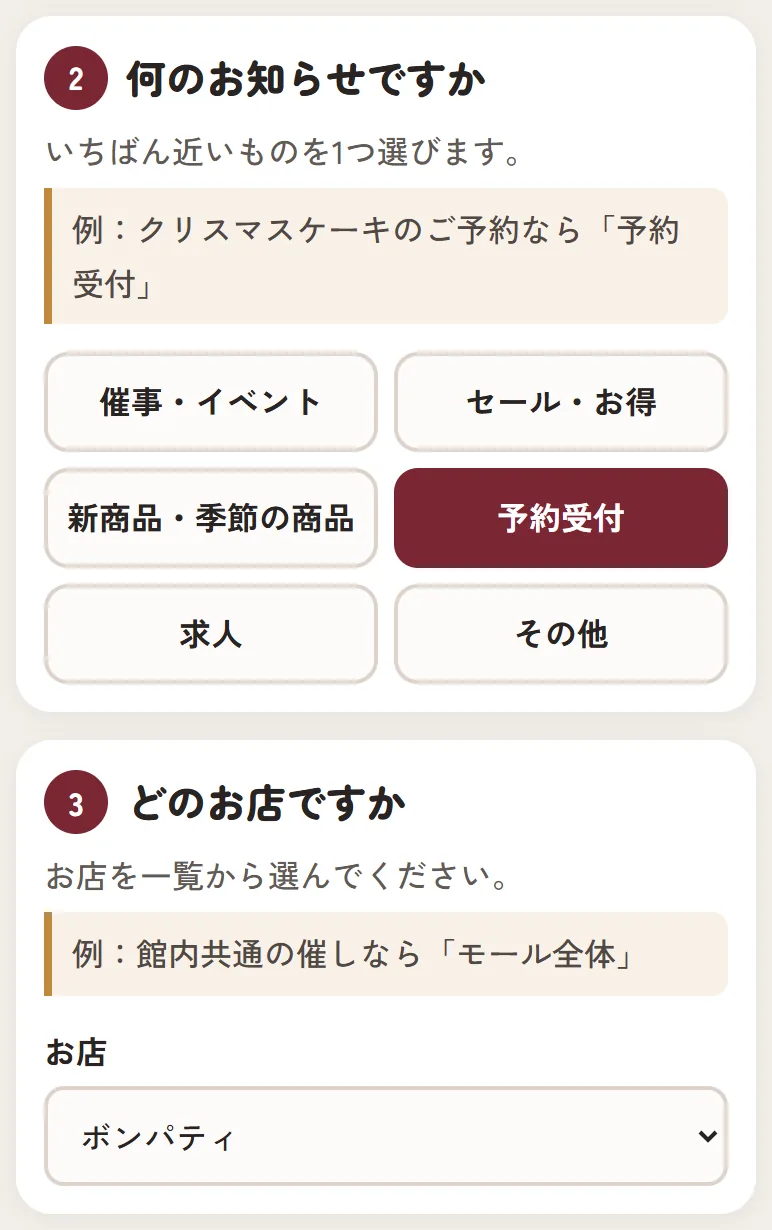 2 何のお知らせですか
いちばん近いものを1つ選びます。
例：クリスマスケーキのご予約なら「予約
受付」
催事・イベント
セール・お得
新商品・季節の商品
予約受付
求人
その他
3 どのお店ですか
お店を一覧から選んでください。
例：館内共通の催しなら「モール全体」
お店
ボンパティ